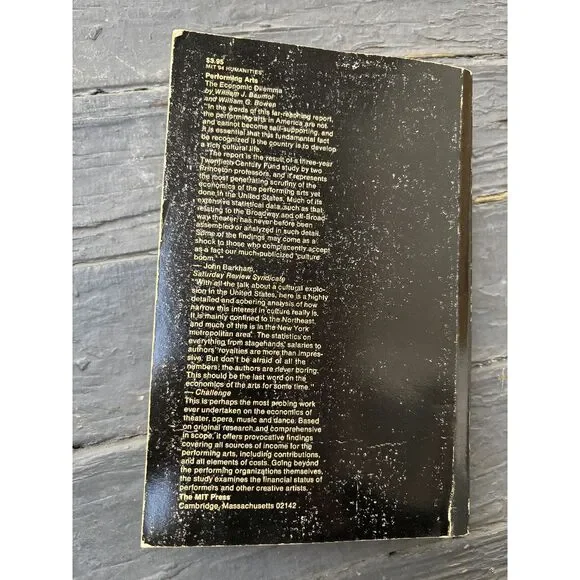 $3.95
MIT 94 HUMANITIES
Performing Arts
The Economic Dilemma
by William J. Baumol
and William G. Bowen
"In the words of this far-reaching report,
the performing arts in America are not
and cannot become self-supporting, and
it is essential that this fundamental fact
be recognized if the country is to develop
a rich cultural life.
"The report is the result of a three-year
Twentieth Century Fund study by two
Princeton professors, and it represents
the most penetrating scrutiny of the
economics of the performing arts yet
done in the United States. Much of its
extensive statistical data, such as that
relating to the Broadway and off-Broad-
way theater, has never before been
assembled or analyzed in such detail.
Some of the findings may come as a
shock to those who complacently accept
as a fact our much-publicized 'culture
boom.' "
— John Barkham,
Saturday Review Syndicate
"With all the talk about a cultural explo-
sion in the United States, here is a highly
detailed and sobering analysis of how
narrow this interest in culture really is.
It is mainly confined to the Northeast,
and much of this is in the New York
metropolitan area. The statistics on
everything from stagehands' salaries to
authors' royalties are more than impres-
sive. But don't be afraid of all the
numbers; the authors are never boring.
This should be the last word on the
economics of the arts for some time."
— Challenge
This is perhaps the most probing work
ever undertaken on the economics of
theater, opera, music and dance. Based
on original research and comprehensive
in scope, it offers provocative findings
covering all sources of income for the
performing arts, including contributions,
and all elements of costs. Going beyond
the performing organizations themselves,
the study examines the financial status of
performers and other creative artists.
The MIT Press
Cambridge, Massachusetts 02142